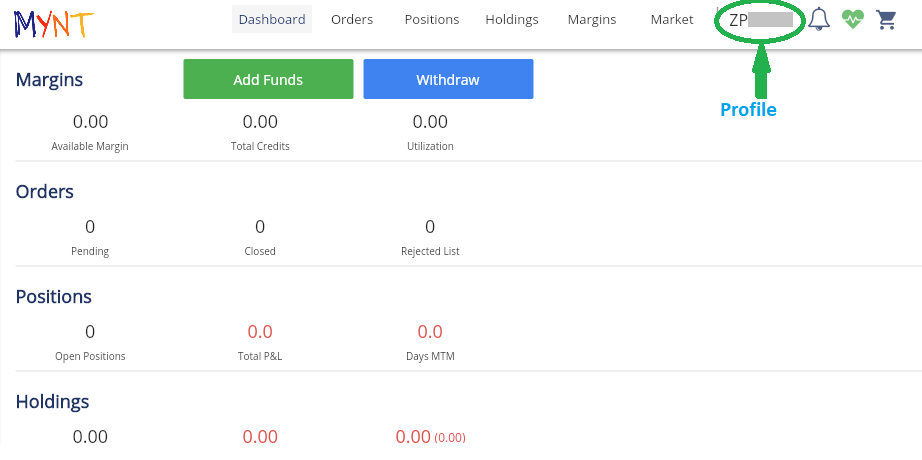 MYNT Dashboard Orders Positions Holdings Margins Market ZP
Profile
Margins Add Funds Withdraw
0.00 0.00 0.00
Available Margin Total Credits Utilization
Orders
0 0 0
Pending Closed Rejected List
Positions
0 0.0 0.0
Open Positions Total P&L Days MTM
Holdings
0.00 0.00 0.00 (0.00)